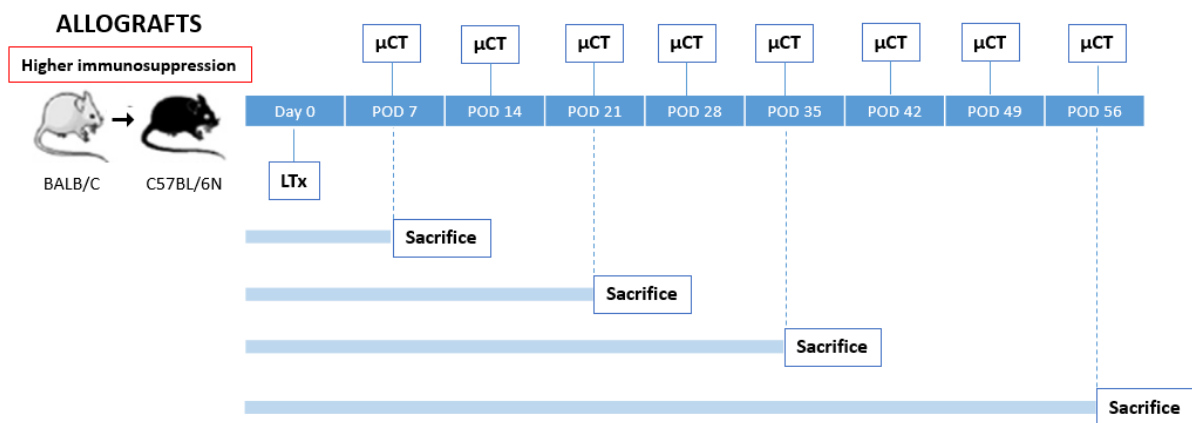 ALLOGRAFTS
Higher immunosuppression
BALB/C C57BL/6N
µCT µCT µCT µCT µCT µCT µCT µCT
Day 0 POD 7 POD 14 POD 21 POD 28 POD 35 POD 42 POD 49 POD 56
LTx
Sacrifice
Sacrifice
Sacrifice
Sacrifice